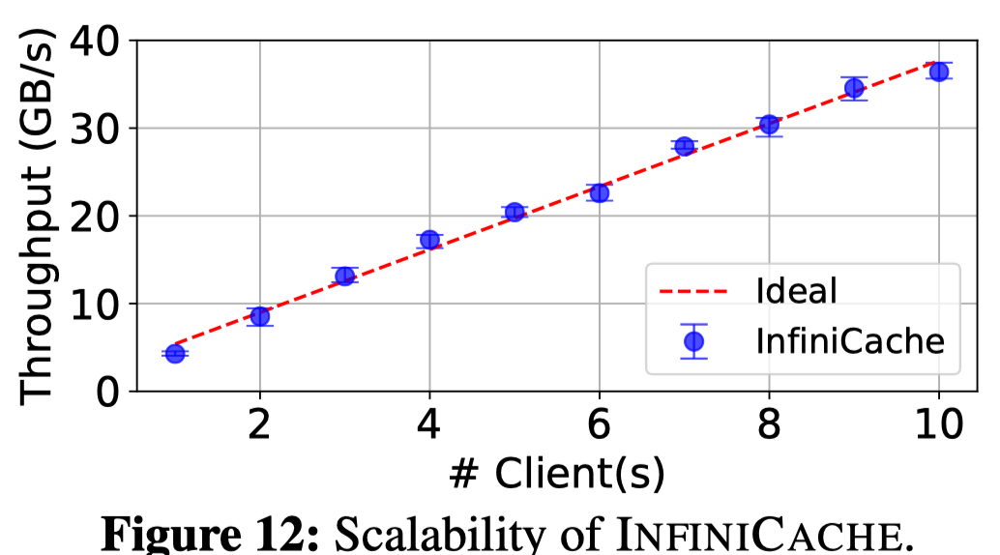 Throughput (GB/s)
40
30
20
10
0
2 4 6 8 10
# Client(s)
Ideal
InfiniCache
Figure 12: Scalability of INFINICACHE.